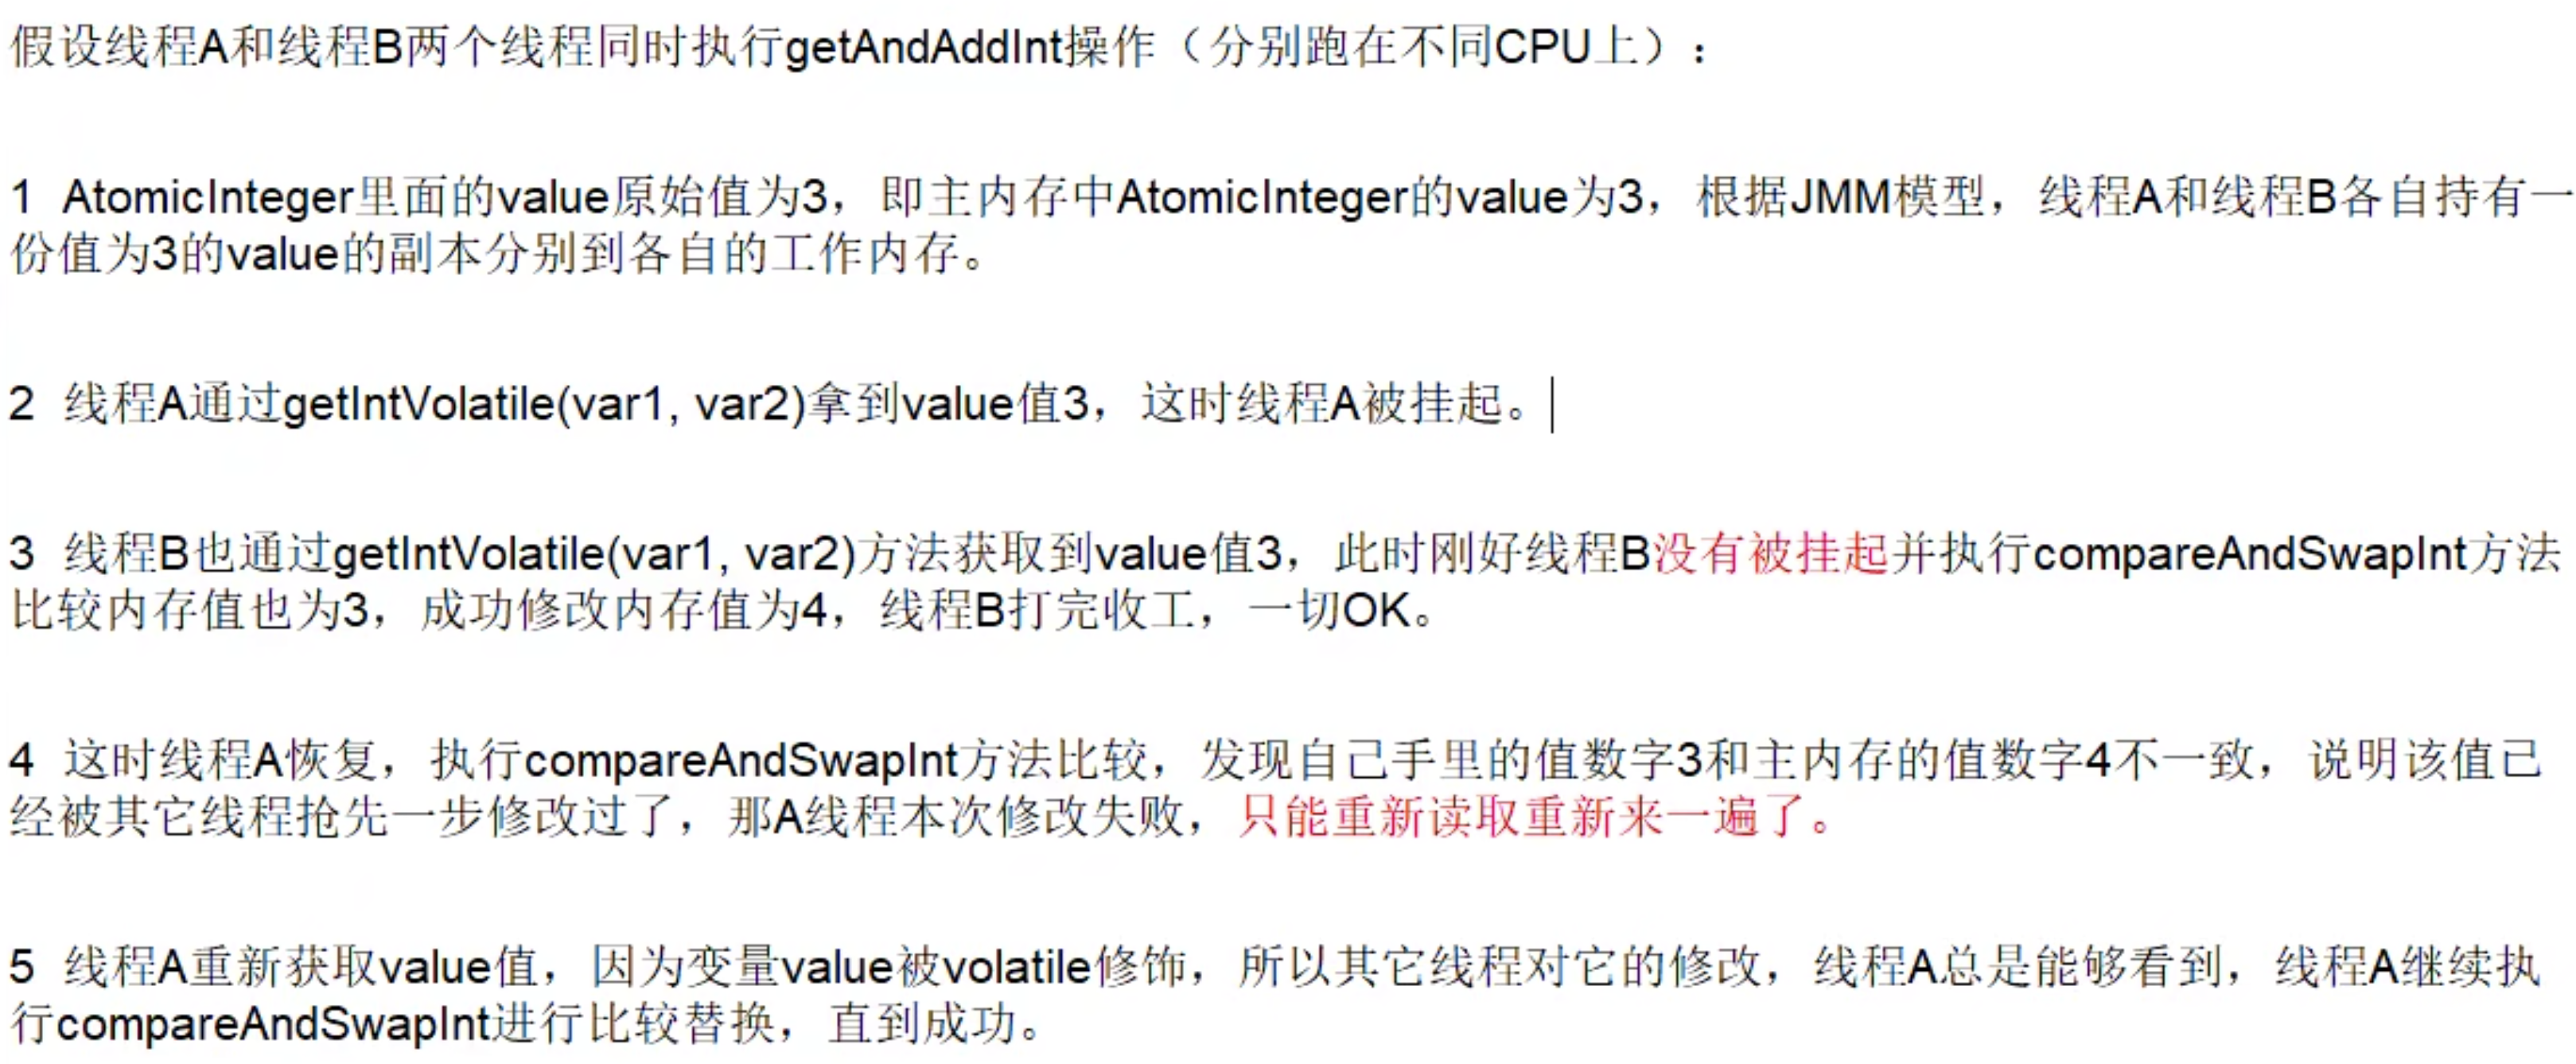 假设线程A和线程B两个线程同时执行getAndAddInt操作（分别跑在不同CPU上）：
1 AtomicInteger里面的value原始值为3，即主内存中AtomicInteger的value为3，根据JMM模型，线程A和线程B各自持有一
份值为3的value的副本分别到各自的工作内存。
2 线程A通过getIntVolatile(var1, var2)拿到value值3，这时线程A被挂起。
3 线程B也通过getIntVolatile(var1, var2)方法获取到value值3，此时刚好线程B没有被挂起并执行compareAndSwapInt方法
比较内存值也为3，成功修改内存值为4，线程B打完收工，一切OK。
4 这时线程A恢复，执行compareAndSwapInt方法比较，发现自己手里的值数字3和主内存的值数字4不一致，说明该值已
经被其它线程抢先一步修改过了，那A线程本次修改失败，只能重新读取重新来一遍了。
5 线程A重新获取value值，因为变量value被volatile修饰，所以其它线程对它的修改，线程A总是能够看到，线程A继续执
行compareAndSwapInt进行比较替换，直到成功。